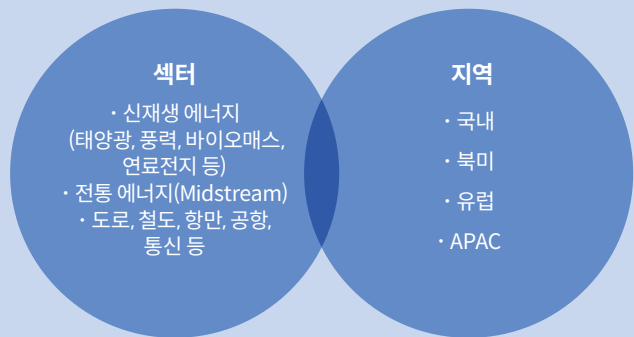 섹터
· 신재생 에너지
(태양광, 풍력, 바이오매스,
연료전지 등)
· 전통 에너지(Midstream)
· 도로, 철도, 항만, 공항,
통신 등
지역
· 국내
· 북미
· 유럽
· APAC